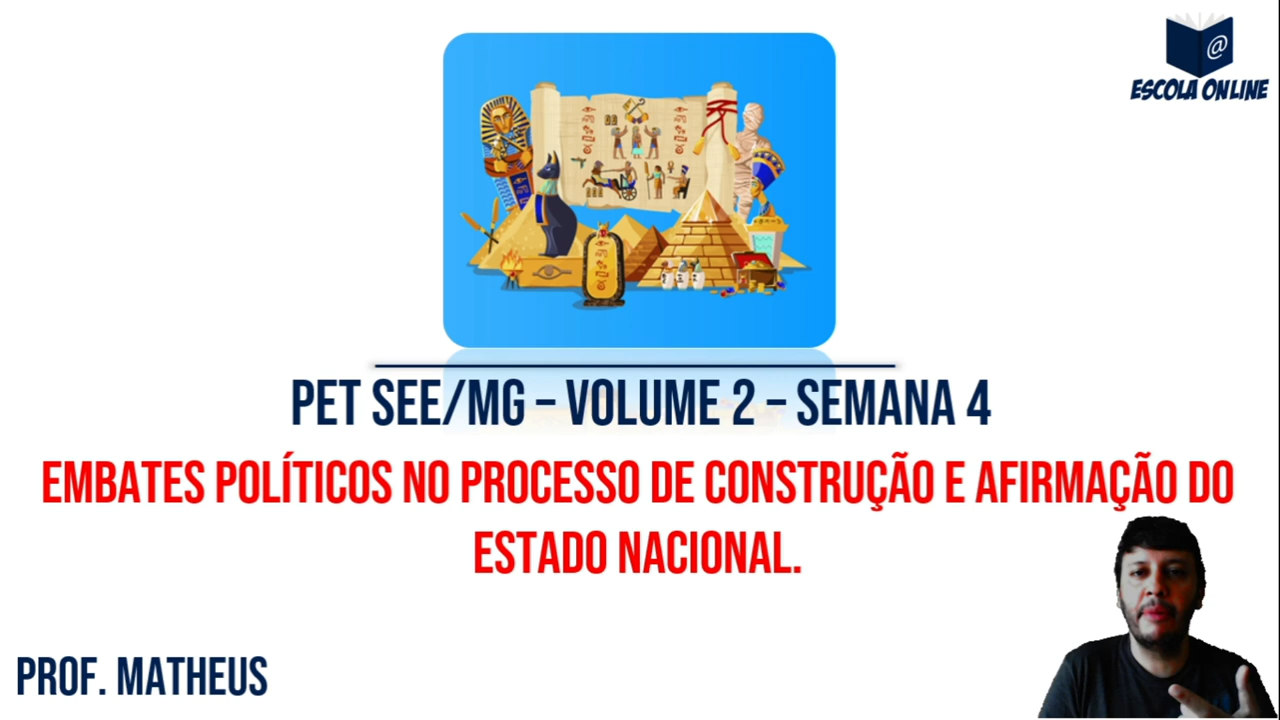 @
ESCOLA ONLINE
PET SEE/MG – VOLUME 2 – SEMANA 4
EMBATES POLÍTICOS NO PROCESSO DE CONSTRUÇÃO E AFIRMAÇÃO DO
ESTADO NACIONAL.
PROF. MATHEUS